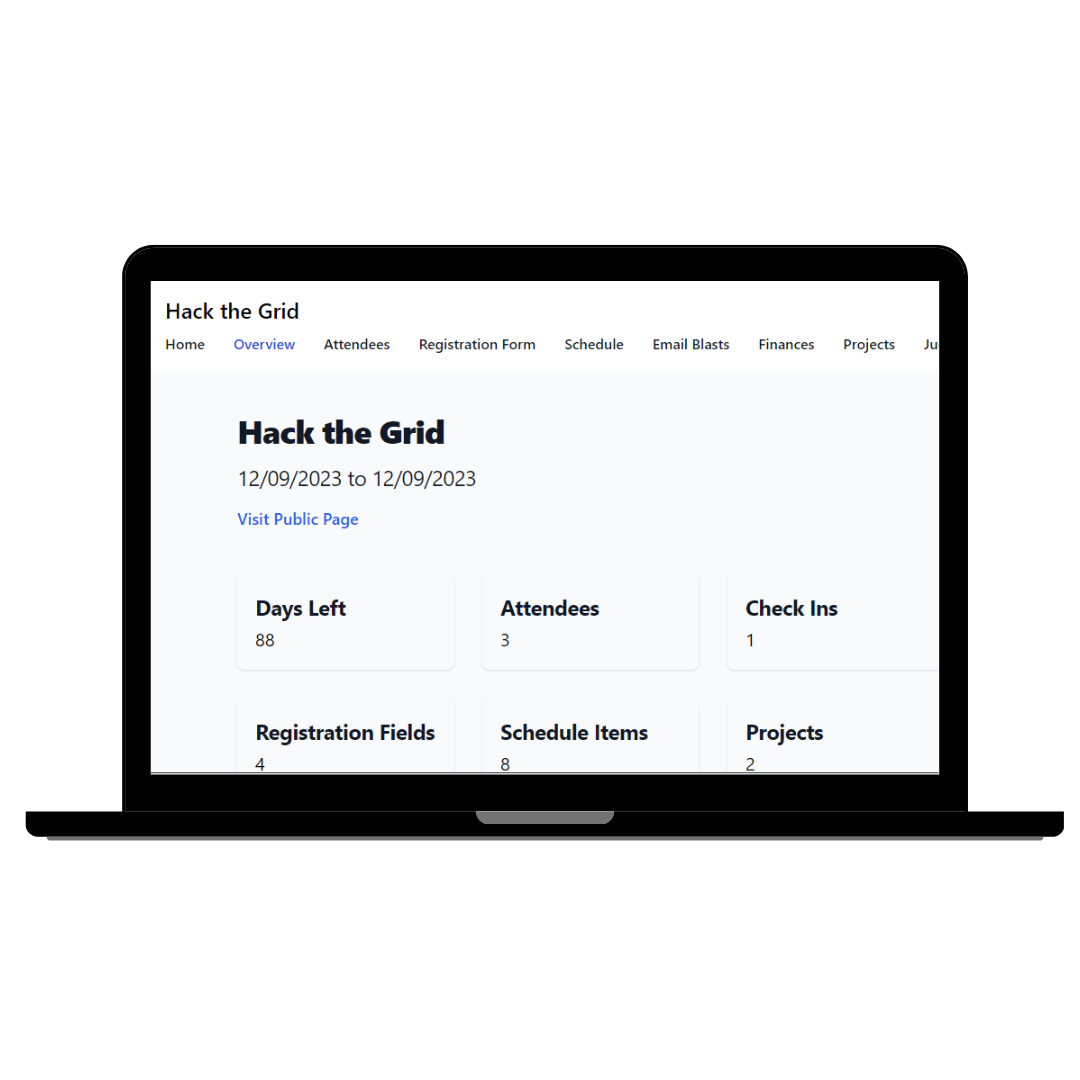 Hack the Grid
Home Overview Attendees Registration Form Schedule Email Blasts Finances Projects
Hack the Grid
12/09/2023 to 12/09/2023
Visit Public Page
Days Left Attendees Check Ins
88 3 1
Registration Fields Schedule Items Projects
4 8 2